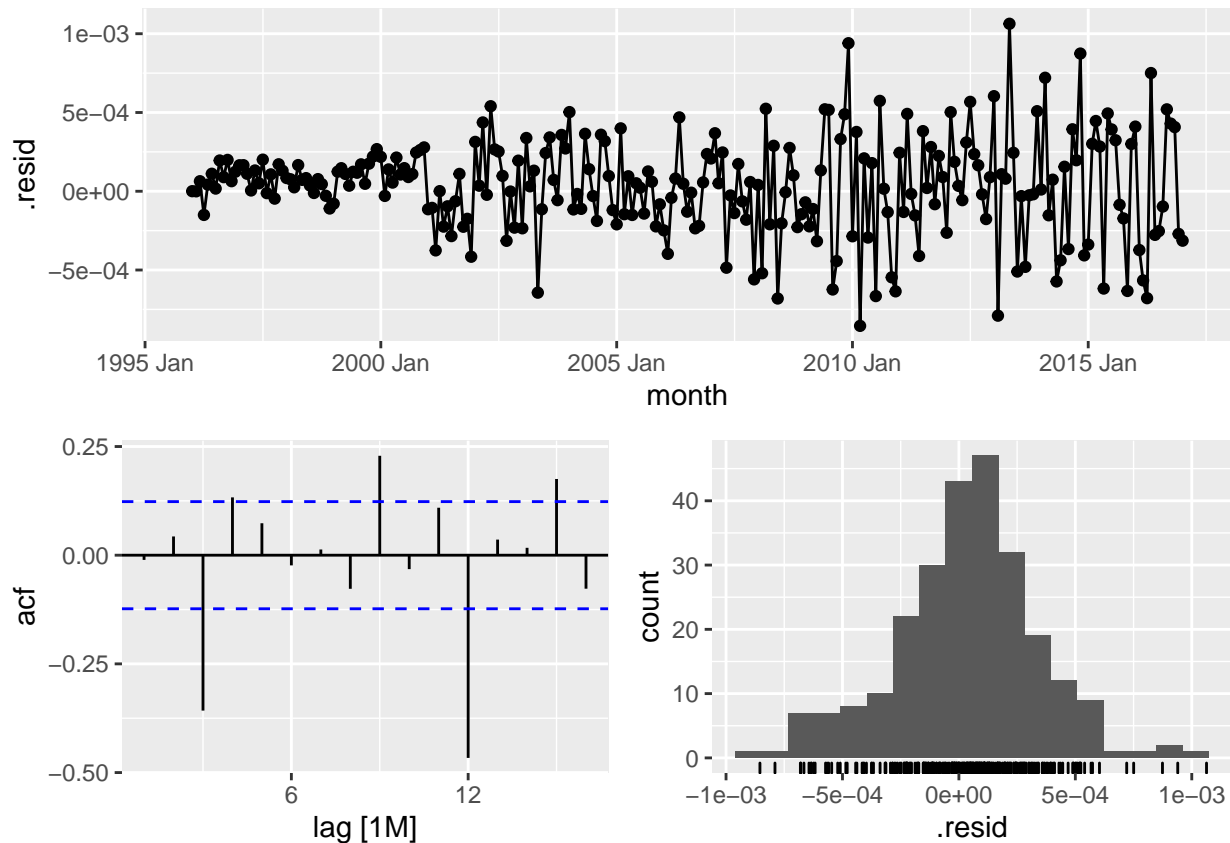 1e−03
5e−04
0e+00
−5e−04
.resid
1995 Jan
2000 Jan
2005 Jan
2010 Jan
2015 Jan
month
0.25
0.00
−0.25
−0.50
acf
6
12
lag [1M]
40
30
20
10
0
count
−1e−03
−5e−04
0e+00
5e−04
1e−03
.resid